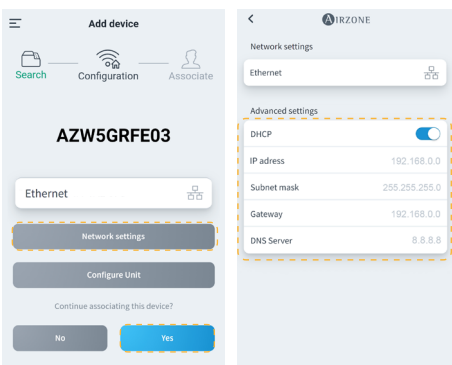 Add device
Search Configuration Associate
AZW5GRFE03
Ethernet
Network settings
Configure Unit
Continue associating this device?
No Yes
AIRZONE
Network settings
Ethernet
Advanced settings
DHCP
IP adress 192.168.0.0
Subnet mask 255.255.255.0
Gateway 192.168.0.0
DNS Server 8.8.8.8